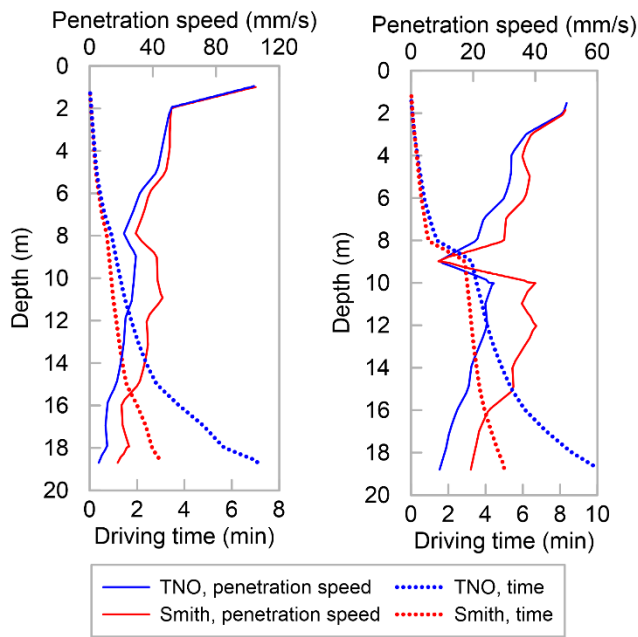 Penetration speed (mm/s)
0 40 80 120
0
2
4
6
8
10
12
14
16
18
20
Depth (m)
0 2 4 6 8
Driving time (min)
Penetration speed (mm/s)
0 20 40 60
0
2
4
6
8
10
12
14
16
18
20
Depth (m)
0 2 4 6 8 10
Driving time (min)
TNO, penetration speed TNO, time
Smith, penetration speed Smith, time